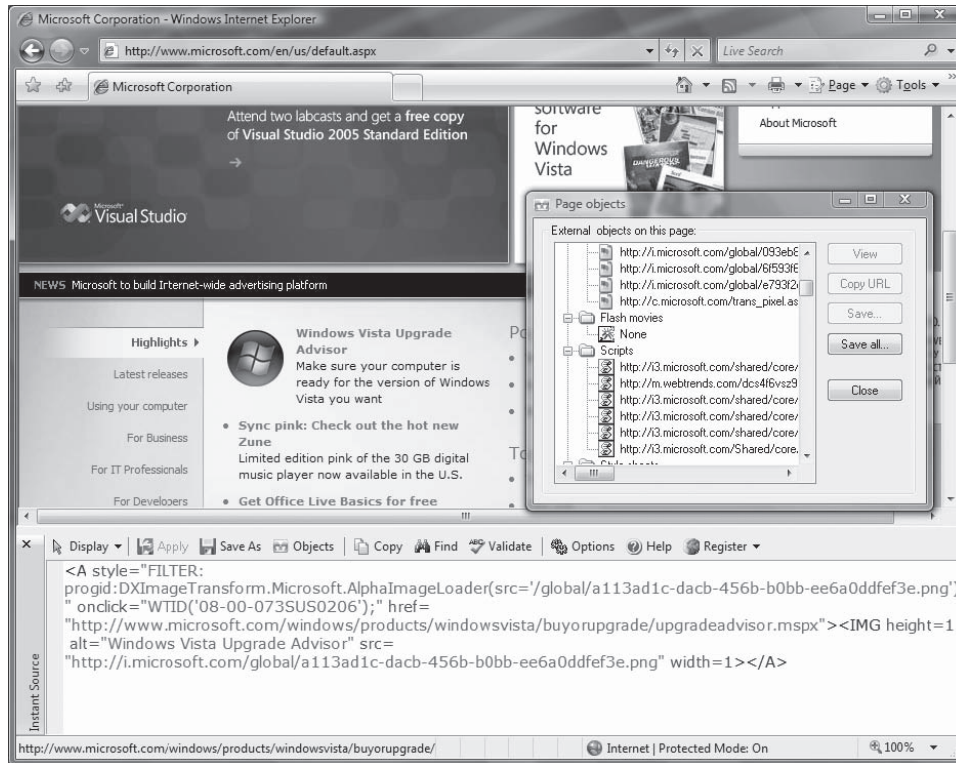 Microsoft Corporation - Windows Internet Explorer
http://www.microsoft.com/en/us/default.aspx
Live Search
Microsoft Corporation
Page
Tools
Attend two labcasts and get a free copy
of Visual Studio 2005 Standard Edition
software
for
Windows
Vista
About Microsoft
Microsoft
Visual Studio
Page objects
External objects on this page:
http://i.microsoft.com/global/093eb8
http://i.microsoft.com/global/6f593f6
http://i.microsoft.com/global/e793f2
http://c.microsoft.com/trans_pixel.as
Flash movies
None
Scripts
http://i3.microsoft.com/shared/core/
http://m.webtrends.com/dcs4f6vsz9
http://i3.microsoft.com/shared/core/
http://i3.microsoft.com/shared/core/
http://i3.microsoft.com/shared/core/
http://i3.microsoft.com/Shared/core.
Style sheets
View
Copy URL
Save...
Save all...
Close
NEWS Microsoft to build Internet-wide advertising platform
Highlights
Latest releases
Using your computer
For Business
For IT Professionals
For Developers
Windows Vista Upgrade
Advisor
Make sure your computer is
ready for the version of Windows
Vista you want
• Sync pink: Check out the hot new
Zune
Limited edition pink of the 30 GB digital
music player now available in the U.S.
• Get Office Live Basics for free
Display Apply Save As Objects Copy Find Validate Options Help Register
<A style="FILTER:
progid:DXImageTransform.Microsoft.AlphaImageLoader(src='/global/a113ad1c-dacb-456b-b0bb-ee6a0ddfef3e.png')
" onclick="WTID('08-00-073SUS0206');" href=
"http://www.microsoft.com/windows/products/windowsvista/buyorupgrade/upgradeadvisor.mspx"><IMG height=1
alt="Windows Vista Upgrade Advisor" src=
"http://i.microsoft.com/global/a113ad1c-dacb-456b-b0bb-ee6a0ddfef3e.png" width=1></A>
Instant Source
http://www.microsoft.com/windows/products/windowsvista/buyorupgrade/
Internet | Protected Mode: On
100%